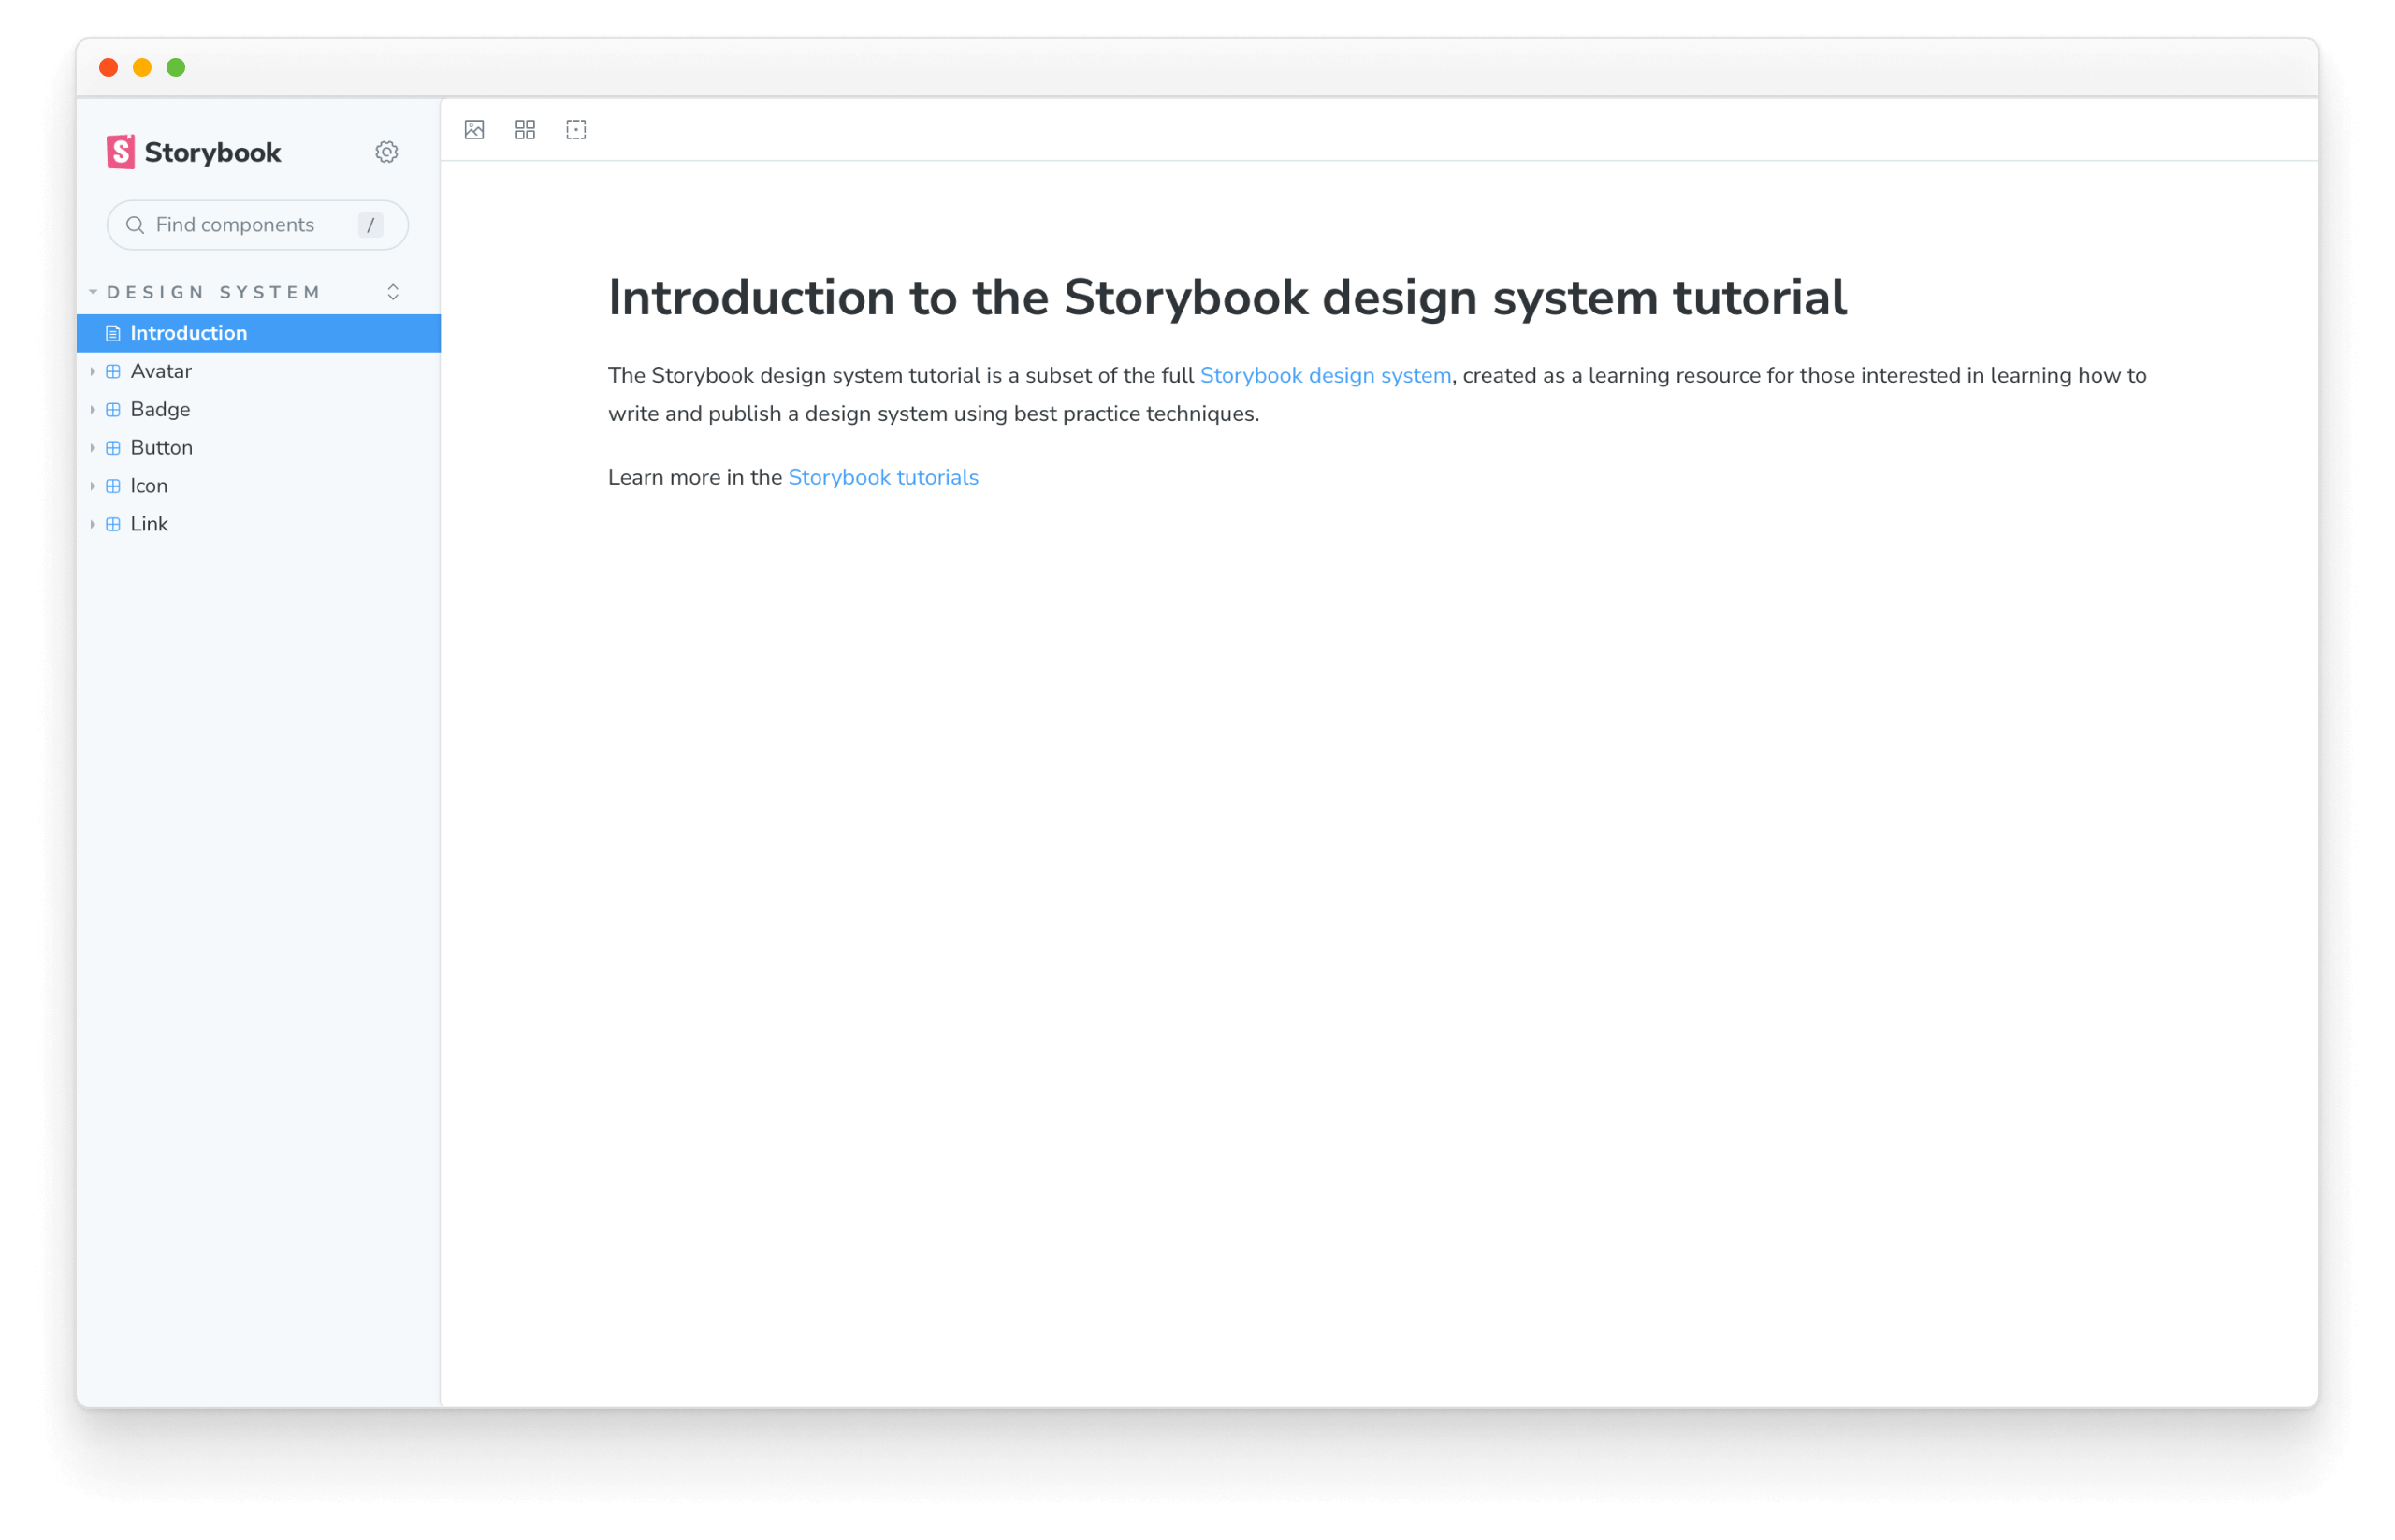 Storybook
Find components /
DESIGN SYSTEM
Introduction
Avatar
Badge
Button
Icon
Link
Introduction to the Storybook design system tutorial
The Storybook design system tutorial is a subset of the full Storybook design system, created as a learning resource for those interested in learning how to
write and publish a design system using best practice techniques.
Learn more in the Storybook tutorials